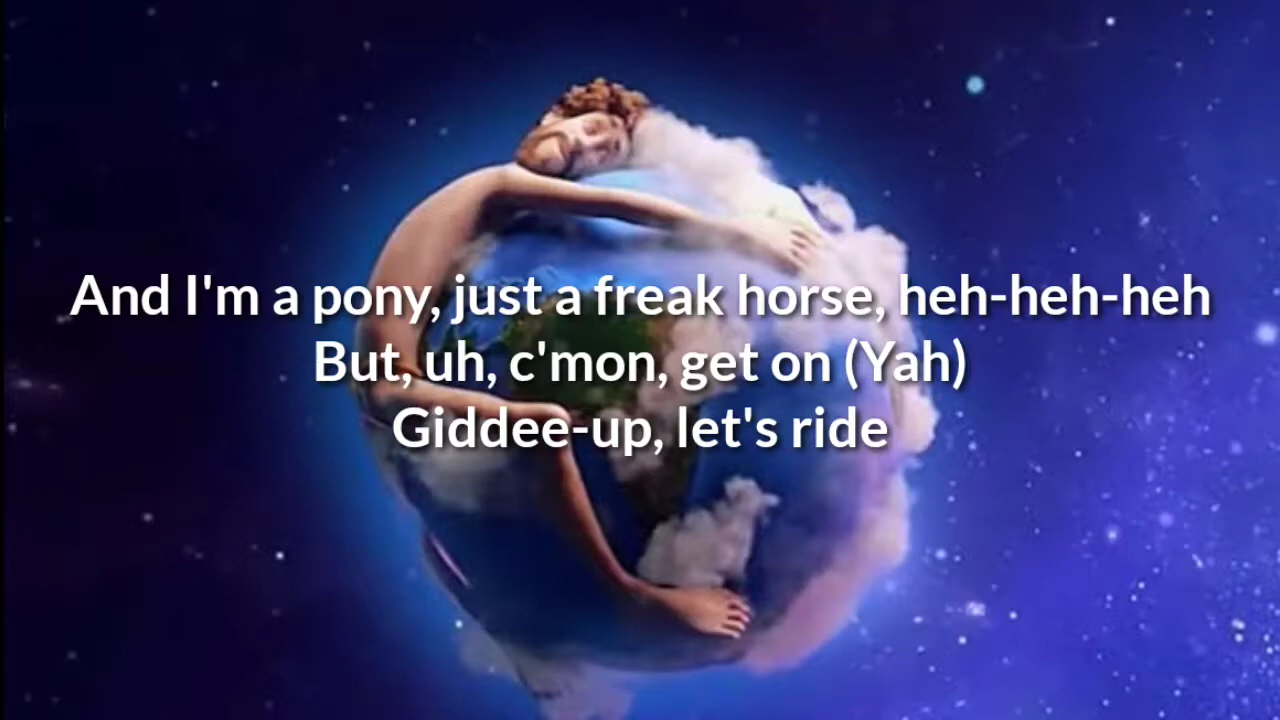 And I'm a pony, just a freak horse, heh-heh-heh
But, uh, c'mon, get on (Yah)
Giddee-up, let's ride